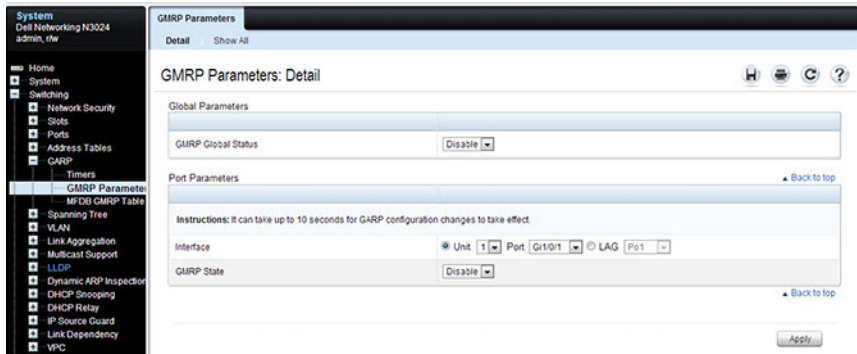 System
Dell Networking N3024
admin, r/w
Home
System
Switching
Network Security
Slots
Ports
Address Tables
GARP
Timers
GMRP Parameter
MFDB GMRP Table
Spanning Tree
VLAN
Link Aggregation
Multicast Support
LLDP
Dynamic ARP Inspection
DHCP Snooping
DHCP Relay
IP Source Guard
Link Dependency
VPC
GMRP Parameters
Detail Show All
GMRP Parameters: Detail
Global Parameters
GMRP Global Status Disable
Port Parameters ▲ Back to top
Instructions: It can take up to 10 seconds for GARP configuration changes to take effect.
Interface Unit 1 Port Gi1/0/1 LAG Po1
GMRP State Disable
▲ Back to top
Apply